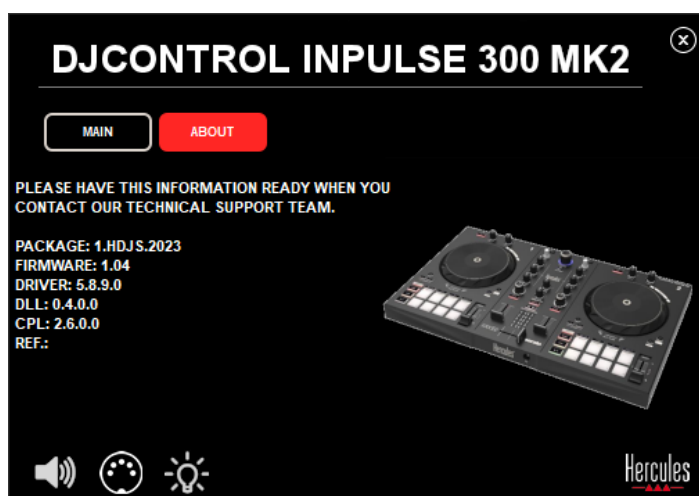 DJCONTROL INPULSE 300 MK2
MAIN
ABOUT
PLEASE HAVE THIS INFORMATION READY WHEN YOU
CONTACT OUR TECHNICAL SUPPORT TEAM.
PACKAGE: 1.HDJS.2023
FIRMWARE: 1.04
DRIVER: 5.8.9.0
DLL: 0.4.0.0
CPL: 2.6.0.0
REF.:
Hercules